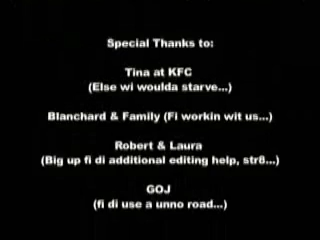 Special Thanks to:
Tina at KFC
(Else wi woulda starve...)
Blanchard & Family (Fi workin wit us...)
Robert & Laura
(Big up fi di additional editing help, str8...)
GOJ
(fi di use a unno road...)